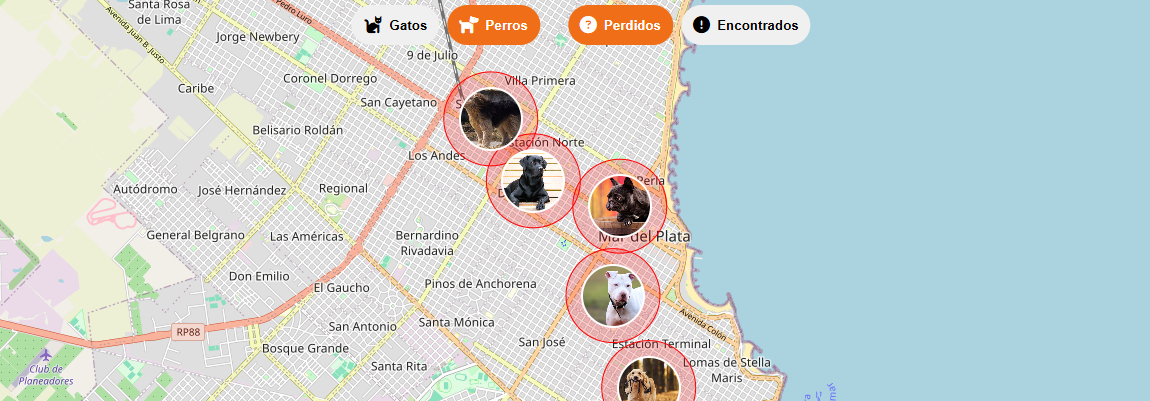 Santa Rosa
de Lima
Pedro Luro
Gatos
Perros
?
Perdidos
!
Encontrados
Avenida Juan B. Justo
Jorge Newbery
9 de Julio
Coronel Dorrego
Villa Primera
Caribe
San Cayetano
Belisario Roldán
Estación Norte
Los Andes
Autódromo
José Hernández
Regional
Perla
General Belgrano
Las Américas
Bernardino
Rivadavia
Mar del Plata
Don Emilio
El Gaucho
Pinos de Anchorena
Avenida Colón
RP88
San Antonio
Santa Mónica
San José
Estación Terminal
Bosque Grande
Club de
Planeadores
Santa Rita
Lomas de Stella
Maris